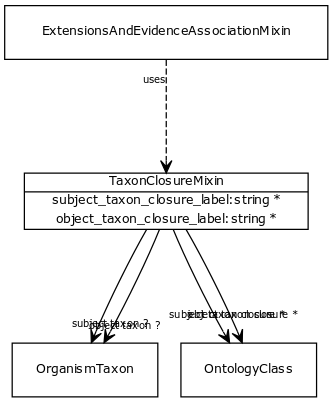 ExtensionsAndEvidenceAssociationMixin
uses
TaxonClosureMixin
subject_taxon_closure_label:string *
object_taxon_closure_label:string *
subject taxon ?
object taxon ?
subject taxon closure *
object taxon closure *
OrganismTaxon
OntologyClass